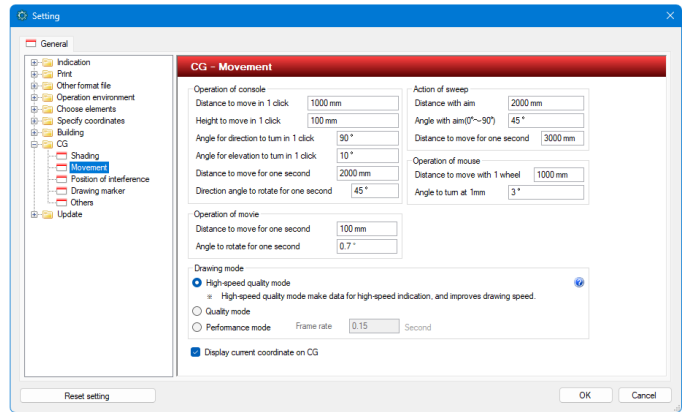 Setting
General
Indication
Print
Other format file
Operation environment
Choose elements
Specify coordinates
Building
CG
Shading
Movement
Position of interference
Drawing marker
Others
Update
CG - Movement
Operation of console
Distance to move in 1 click 1000 mm
Height to move in 1 click 100 mm
Angle for direction to turn in 1 click 90 °
Angle for elevation to turn in 1 click 10 °
Distance to move for one second 2000 mm
Direction angle to rotate for one second 45 °
Action of sweep
Distance with aim 2000 mm
Angle with aim(0°～90°) 45 °
Distance to move for one second 3000 mm
Operation of mouse
Distance to move with 1 wheel 1000 mm
Angle to turn at 1mm 3 °
Operation of movie
Distance to move for one second 100 mm
Angle to rotate for one second 0.7 °
Drawing mode
High-speed quality mode
※ High-speed quality mode make data for high-speed indication, and improves drawing speed.
Quality mode
Performance mode Frame rate 0.15 Second
Display current coordinate on CG
Reset setting OK Cancel